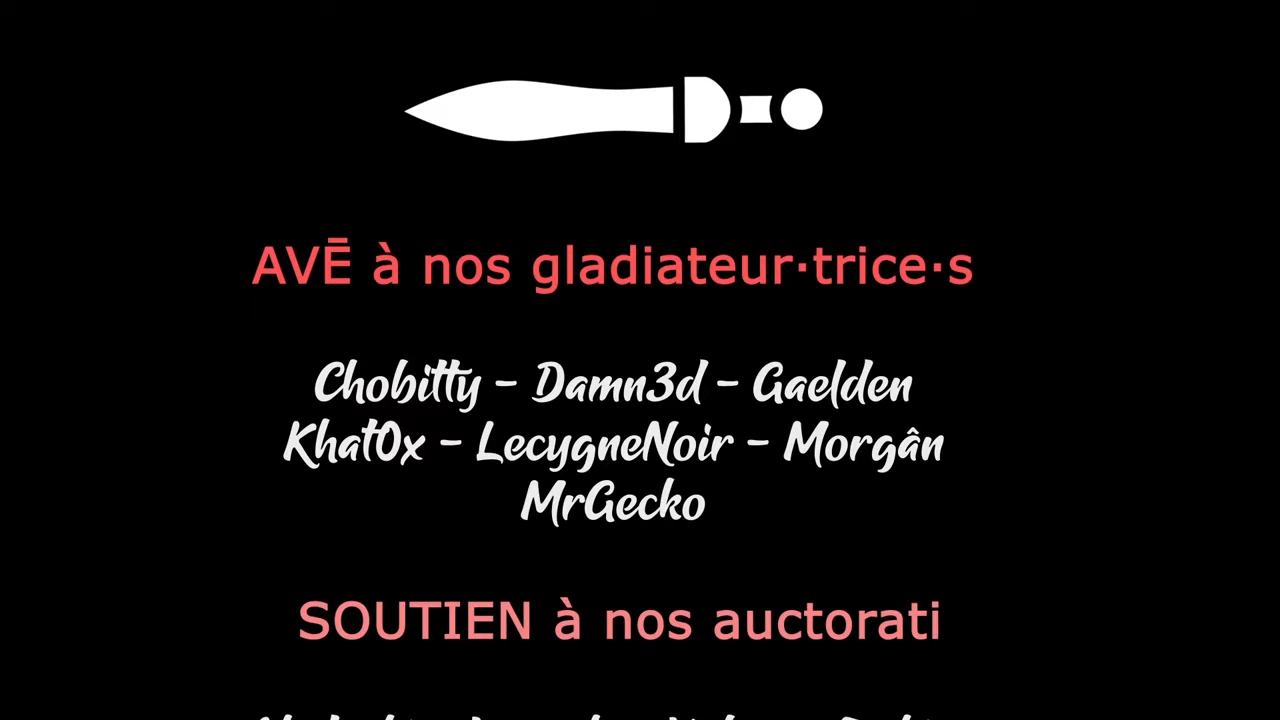 AVĒ à nos gladiateur·trice·s
Chobitty – Damn3d – Gaelden
Khat0x – LecygneNoir – Morgân
MrGecko
SOUTIEN à nos auctorati